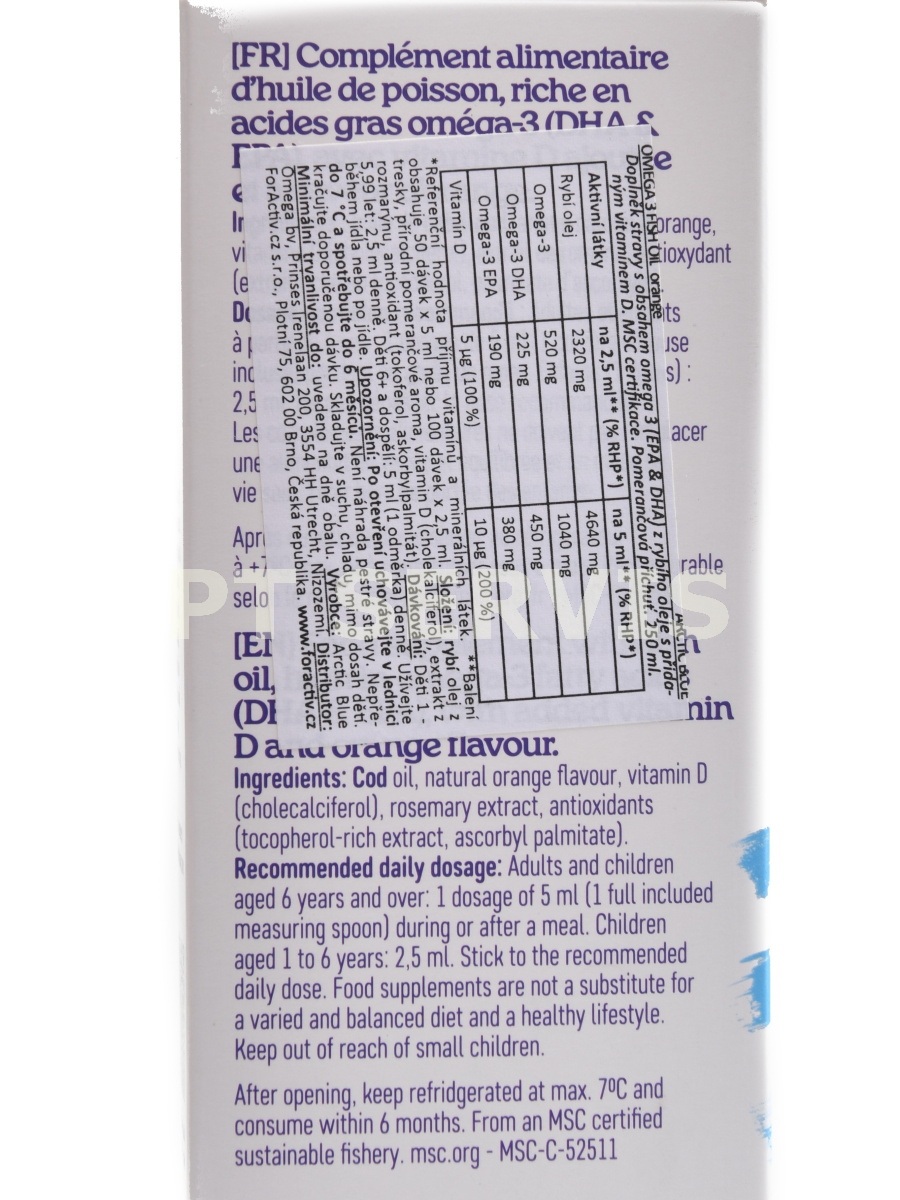 [FR] Complément alimentaire
d'huile de poisson, riche en
acides gras oméga-3 (DHA &
orange,
tioxydant
(e
à p
use
s) :
2,5
Les
acer
une
vie
Apr
rable
selo
OMEGA 3 FISH OIL orange
ARCTIC BLUE
Doplněk stravy s obsahem omega 3 (EPA & DHA) z rybího oleje s přida-
ným vitamínem D. MSC certifikace. Pomerančová příchuť. 250 ml.
Aktivní látky na 2,5 ml** (% RHP*) na 5 ml** (% RHP*)
Rybí olej 2320 mg 4640 mg
Omega-3 520 mg 1040 mg
Omega-3 DHA 225 mg 450 mg
Omega-3 EPA 190 mg 380 mg
Vitamín D 5 µg (100 %) 10 µg (200 %)
*Referenční hodnota příjmu vitamínů a minerálních látek. **Balení
obsahuje 50 dávek x 5 ml nebo 100 dávek x 2,5 ml. Složení: rybí olej z
tresky, přírodní pomerančové aroma, vitamin D (cholekalciferol), extrakt z
rozmarýnu, antioxidant (tokoferol, askorbylpalmitát). Dávkování: Děti 1 -
5,99 let: 2,5 ml denně. Děti 6+ a dospělí: 5 ml (1 odměrka) denně. Užívejte
během jídla nebo po jídle. Upozornění: Po otevření uchovávejte v lednici
do 7 °C a spotřebujte do 6 měsíců. Není náhrada pestré stravy. Nepře-
kračujte doporučenou dávku. Skladujte v suchu, chladu, mimo dosah dětí.
Minimální trvanlivost do: uvedeno na dně obalu. Výrobce: Arctic Blue
Omega bv, Prinses Irenelaan 200, 3554 HH Utrecht, Nizozemí. Distributor:
ForActiv.cz s.r.o., Plotní 75, 602 00 Brno, Česká republika. www.foractiv.cz
PT SERVIS
oil,
D and orange flavour.
Ingredients: Cod oil, natural orange flavour, vitamin D
(cholecalciferol), rosemary extract, antioxidants
(tocopherol-rich extract, ascorbyl palmitate).
Recommended daily dosage: Adults and children
aged 6 years and over: 1 dosage of 5 ml (1 full included
measuring spoon) during or after a meal. Children
aged 1 to 6 years: 2,5 ml. Stick to the recommended
daily dose. Food supplements are not a substitute for
a varied and balanced diet and a healthy lifestyle.
Keep out of reach of small children.
After opening, keep refridgerated at max. 7ºC and
consume within 6 months. From an MSC certified
sustainable fishery. msc.org - MSC-C-52511